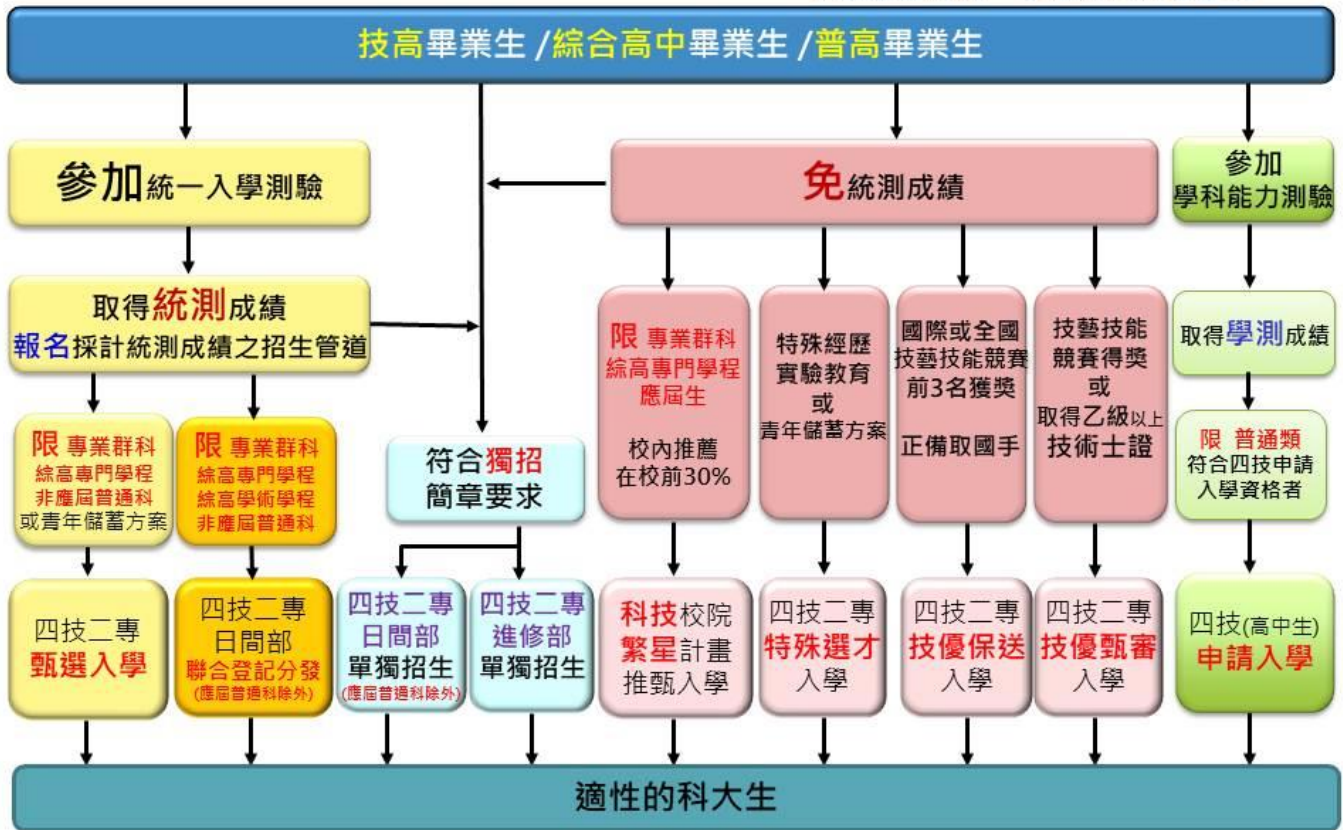 技高畢業生 /綜合高中畢業生 /普高畢業生
參加統一入學測驗
免統測成績
參加
學科能力測驗
取得統測成績
報名採計統測成績之招生管道
限 專業群科
綜高專門學程
應屆生
校內推薦
在校前30%
特殊經歷
實驗教育
或
青年儲蓄方案
國際或全國
技藝技能競賽
前3名獲獎
正備取國手
技藝技能
競賽得獎
或
取得乙級以上
技術士證
取得學測成績
限 專業群科
綜高專門學程
非應屆普通科
或青年儲蓄方案
限 專業群科
綜高專門學程
綜高學術學程
非應屆普通科
符合獨招
簡章要求
限 普通類
符合四技申請
入學資格者
四技二專
甄選入學
四技二專
日間部
聯合登記分發
(應屆普通科除外)
四技二專
日間部
單獨招生
(應屆普通科除外)
四技二專
進修部
單獨招生
科技校院
繁星計畫
推甄入學
四技二專
特殊選才
入學
四技二專
技優保送
入學
四技二專
技優甄審
入學
四技(高中生)
申請入學
適性的科大生